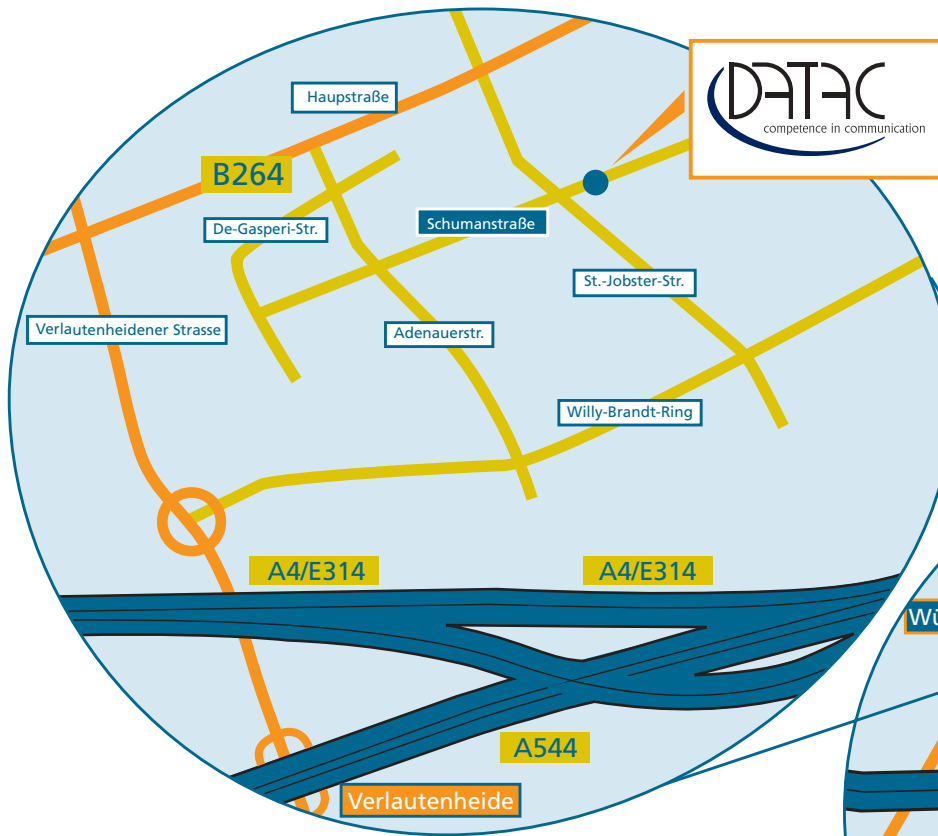 Haupstraße
DATAC
competence in communication
B264
De-Gasperi-Str.
Schumanstraße
St.-Jobster-Str.
Verlautenheidener Strasse
Adenauerstr.
Willy-Brandt-Ring
A4/E314
A4/E314
A544
Verlautenheide